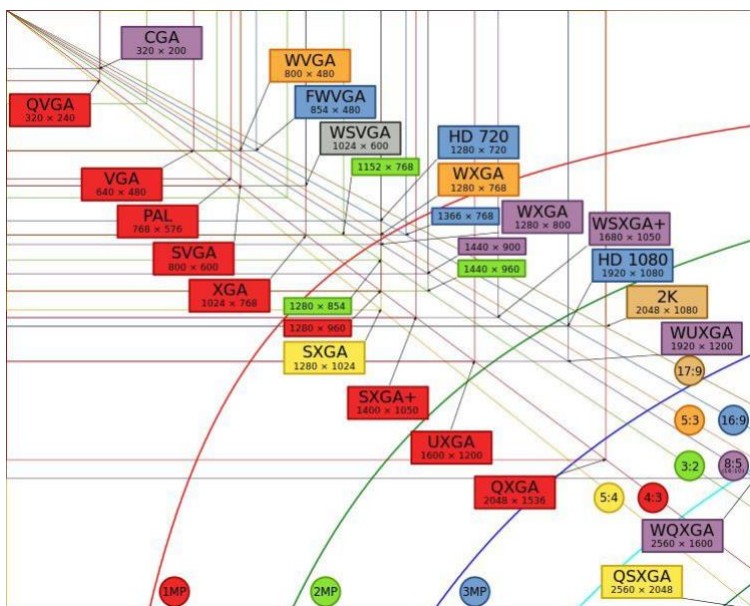 CGA
320 × 200
QVGA
320 × 240
WVGA
800 × 480
FWVGA
854 × 480
WSVGA
1024 × 600
HD 720
1280 × 720
1152 × 768
WXGA
1280 × 768
VGA
640 × 480
PAL
768 × 576
1366 × 768
WXGA
1280 × 800
WSXGA+
1680 × 1050
SVGA
800 × 600
1440 × 900
HD 1080
1920 × 1080
XGA
1024 × 768
1440 × 960
1280 × 854
2K
2048 × 1080
1280 × 960
WUXGA
1920 × 1200
SXGA
1280 × 1024
17:9
SXGA+
1400 × 1050
5:3
16:9
UXGA
1600 × 1200
3:2
8:5
QXGA
2048 × 1536
5:4
4:3
WQXGA
2560 × 1600
QSXGA
2560 × 2048
1MP
2MP
3MP